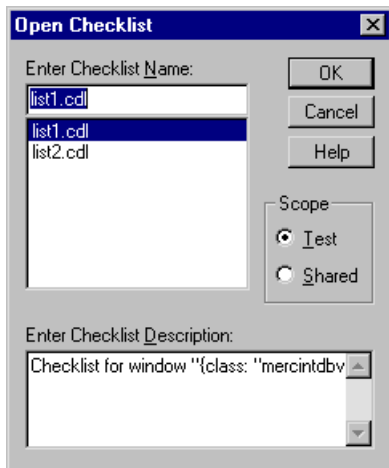 Open Checklist
Enter Checklist Name:
list1.cdl
list1.cdl
list2.cdl
OK
Cancel
Help
Scope
Test
Shared
Enter Checklist Description:
Checklist for window "{class: "mercintdbv